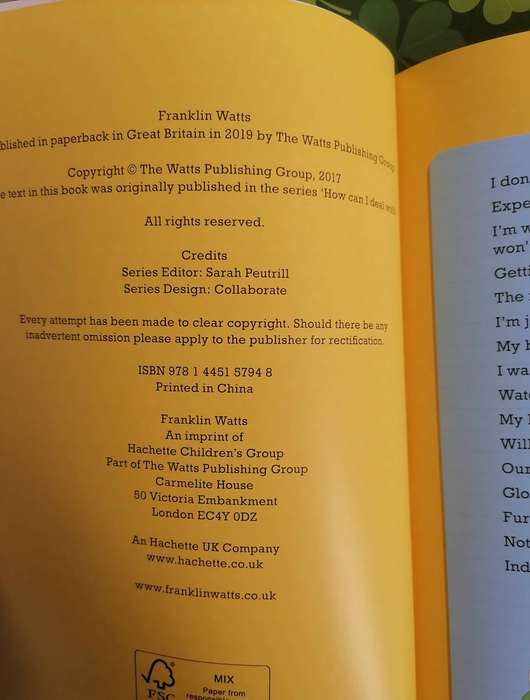 Franklin Watts
in paperback in Great Britain in 2019 by The Watts Publishing Group
Copyright © The Watts Publishing Group, 2017
text in this book was originally published in the series 'How can I deal with
All rights reserved.
Credits
Series Editor: Sarah Peutrill
Series Design: Collaborate
Every attempt has been made to clear copyright. Should there be any
inadvertent omission please apply to the publisher for rectification.
ISBN 978 1 4451 5794 8
Printed in China
Franklin Watts
An imprint of
Hachette Children's Group
Part of The Watts Publishing Group
Carmelite House
50 Victoria Embankment
London EC4Y 0DZ
An Hachette UK Company
www.hachette.co.uk
www.franklinwatts.co.uk
FSC
MIX
Paper from
I don
Expe
I'm w
won'
Getti
The
I'm j
My
I wa
Wat
My
Will
Our
Glo
Fur
Not
Ind